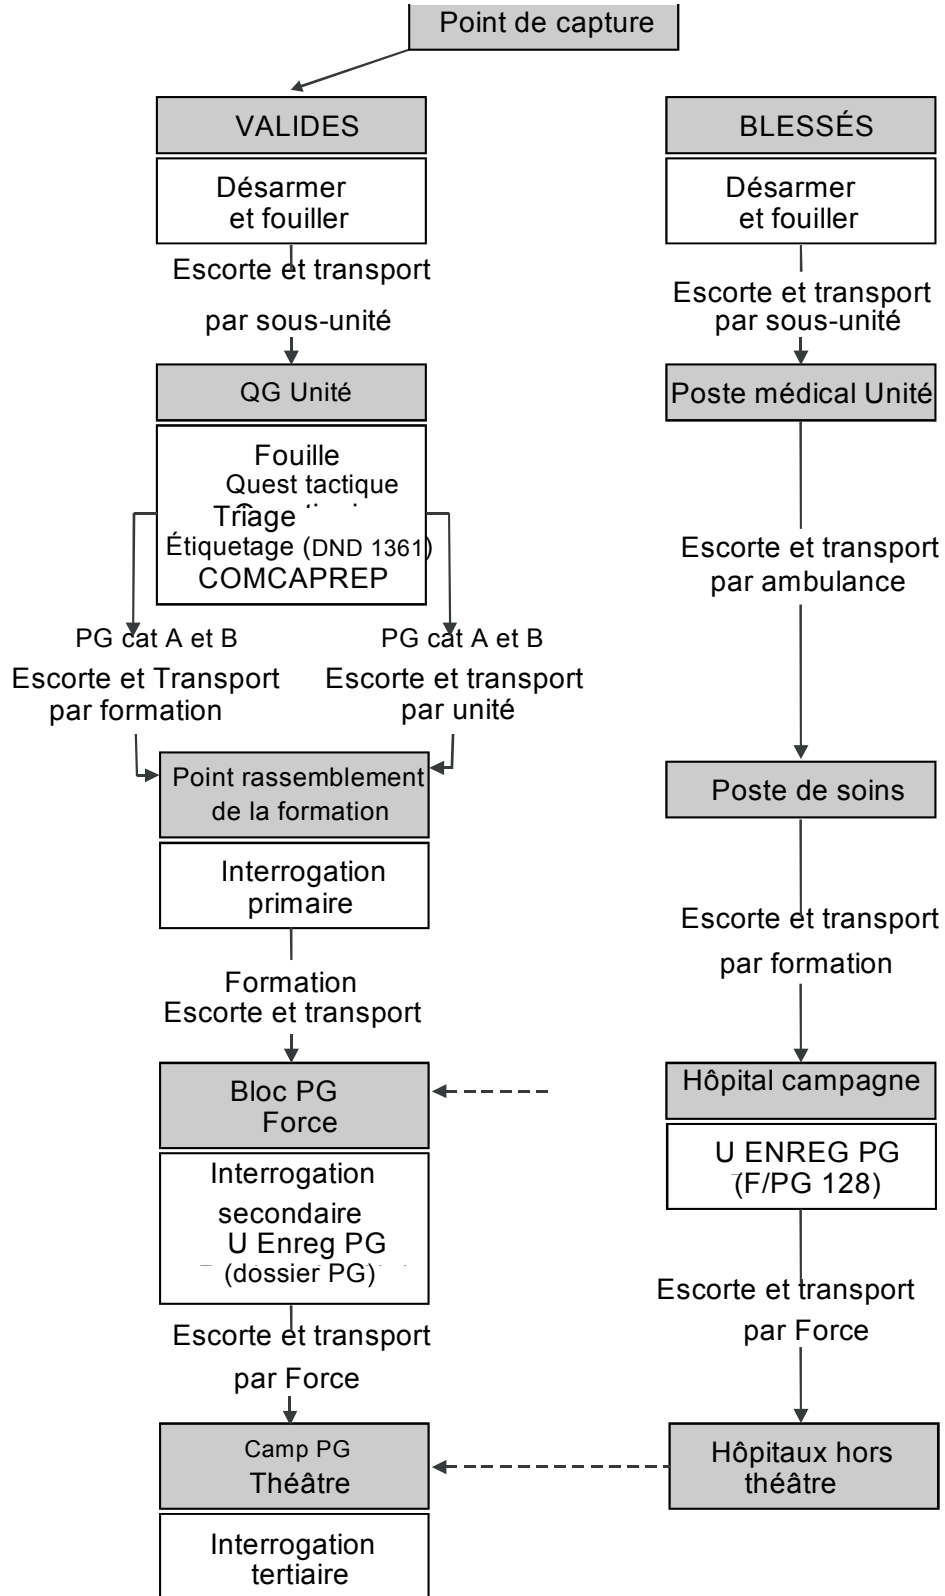 Point de capture
VALIDES
Désarmer
et fouiller
Escorte et transport
par sous-unité
QG Unité
Fouille
Quest tactique
Triage
Étiquetage (DND 1361)
COMCAPREP
PG cat A et B
Escorte et Transport
par formation
PG cat A et B
Escorte et transport
par unité
Point rassemblement
de la formation
Interrogation
primaire
Formation
Escorte et transport
Bloc PG
Force
Interrogation
secondaire
U Enreg PG
(dossier PG)
Escorte et transport
par Force
Camp PG
Théâtre
Interrogation
tertiaire
BLESSÉS
Désarmer
et fouiller
Escorte et transport
par sous-unité
Poste médical Unité
Escorte et transport
par ambulance
Poste de soins
Escorte et transport
par formation
Hôpital campagne
U ENREG PG
(F/PG 128)
Escorte et transport
par Force
Hôpitaux hors
théâtre